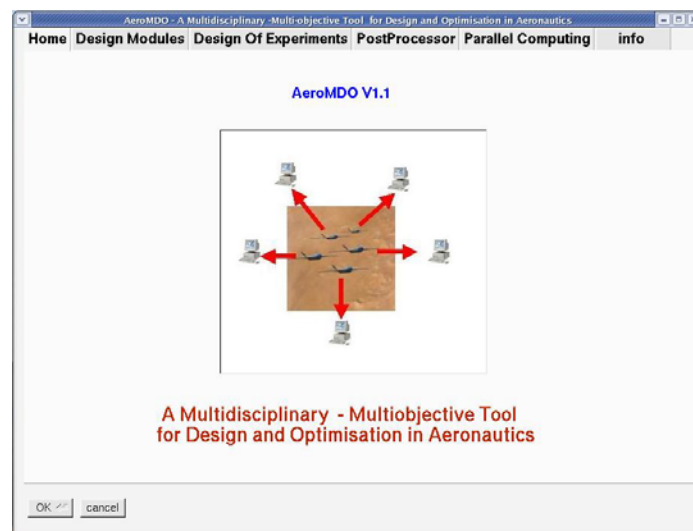 AeroMDO - A Multidisciplinary -Multi-objective Tool for Design and Optimisation in Aeronautics
Home Design Modules Design Of Experiments PostProcessor Parallel Computing info
AeroMDO V1.1
A Multidisciplinary - Multiobjective Tool
for Design and Optimisation in Aeronautics
OK cancel